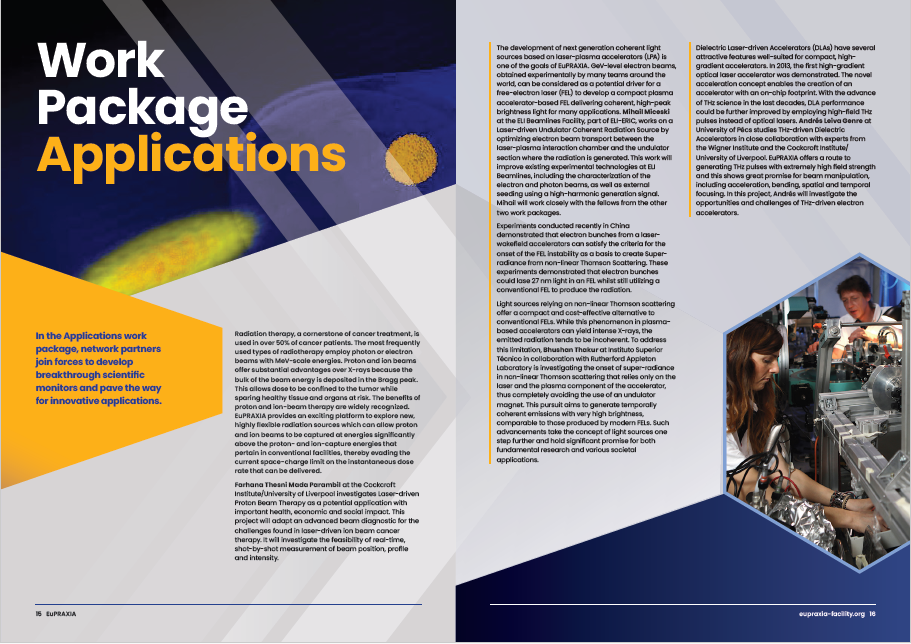 Work
Package
Applications
In the Applications work
package, network partners
join forces to develop
breakthrough scientific
monitors and pave the way
for innovative applications.
Radiation therapy, a cornerstone of cancer treatment, is
used in over 50% of cancer patients. The most frequently
used types of radiotherapy employ photon or electron
beams with MeV-scale energies. Proton and ion beams
offer substantial advantages over X-rays because the
bulk of the beam energy is deposited in the Bragg peak.
This allows dose to be confined to the tumor while
sparing healthy tissue and organs at risk. The benefits of
proton and ion-beam therapy are widely recognized.
EuPRAXIA provides an exciting platform to explore new,
highly flexible radiation sources which can allow proton
and ion beams to be captured at energies significantly
above the proton- and ion-capture energies that
pertain in conventional facilities, thereby evading the
current space-charge limit on the instantaneous dose
rate that can be delivered.
Farhana Thesni Mada Parambil at the Cockcroft
Institute/University of Liverpool investigates Laser-driven
Proton Beam Therapy as a potential application with
important health, economic and social impact. This
project will adapt an advanced beam diagnostic for the
challenges found in laser-driven ion beam cancer
therapy. It will investigate the feasibility of real-time,
shot-by-shot measurement of beam position, profile
and intensity.
15 EuPRAXIA
The development of next generation coherent light
sources based on laser-plasma accelerators (LPA) is
one of the goals of EuPRAXIA. GeV-level electron beams,
obtained experimentally by many teams around the
world, can be considered as a potential driver for a
free-electron laser (FEL) to develop a compact plasma
accelerator-based FEL delivering coherent, high-peak
brightness light for many applications. Mihail Miceski
at the ELI Beamlines Facility, part of ELI-ERIC, works on a
Laser-driven Undulator Coherent Radiation Source by
optimizing electron beam transport between the
laser-plasma interaction chamber and the undulator
section where the radiation is generated. This work will
improve existing experimental technologies at ELI
Beamlines, including the characterization of the
electron and photon beams, as well as external
seeding using a high-harmonic generation signal.
Mihail will work closely with the fellows from the other
two work packages.
Experiments conducted recently in China
demonstrated that electron bunches from a laser-
wakefield accelerators can satisfy the criteria for the
onset of the FEL instability as a basis to create Super-
radiance from non-linear Thomson Scattering. These
experiments demonstrated that electron bunches
could lase 27 nm light in an FEL whilst still utilizing a
conventional FEL to produce the radiation.
Light sources relying on non-linear Thomson scattering
offer a compact and cost-effective alternative to
conventional FELs. While this phenomenon in plasma-
based accelerators can yield intense X-rays, the
emitted radiation tends to be incoherent. To address
this limitation, Bhushan Thakur at Instituto Superior
Técnico in collaboration with Rutherford Appleton
Laboratory is investigating the onset of super-radiance
in non-linear Thomson scattering that relies only on the
laser and the plasma component of the accelerator,
thus completely avoiding the use of an undulator
magnet. This pursuit aims to generate temporally
coherent emissions with very high brightness,
comparable to those produced by modern FELs. Such
advancements take the concept of light sources one
step further and hold significant promise for both
fundamental research and various societal
applications.
Dielectric Laser-driven Accelerators (DLAs) have several
attractive features well-suited for compact, high-
gradient accelerators. In 2013, the first high-gradient
optical laser accelerator was demonstrated. The novel
acceleration concept enables the creation of an
accelerator with an on-chip footprint. With the advance
of THz science in the last decades, DLA performance
could be further improved by employing high-field THz
pulses instead of optical lasers. Andrés Leiva Genre at
University of Pécs studies THz-driven Dielectric
Accelerators in close collaboration with experts from
the Wigner Institute and the Cockcroft Institute/
University of Liverpool. EuPRAXIA offers a route to
generating THz pulses with extremely high field strength
and this shows great promise for beam manipulation,
including acceleration, bending, spatial and temporal
focusing. In this project, Andrés will investigate the
opportunities and challenges of THz-driven electron
accelerators.
eupraxia-facility.org 16